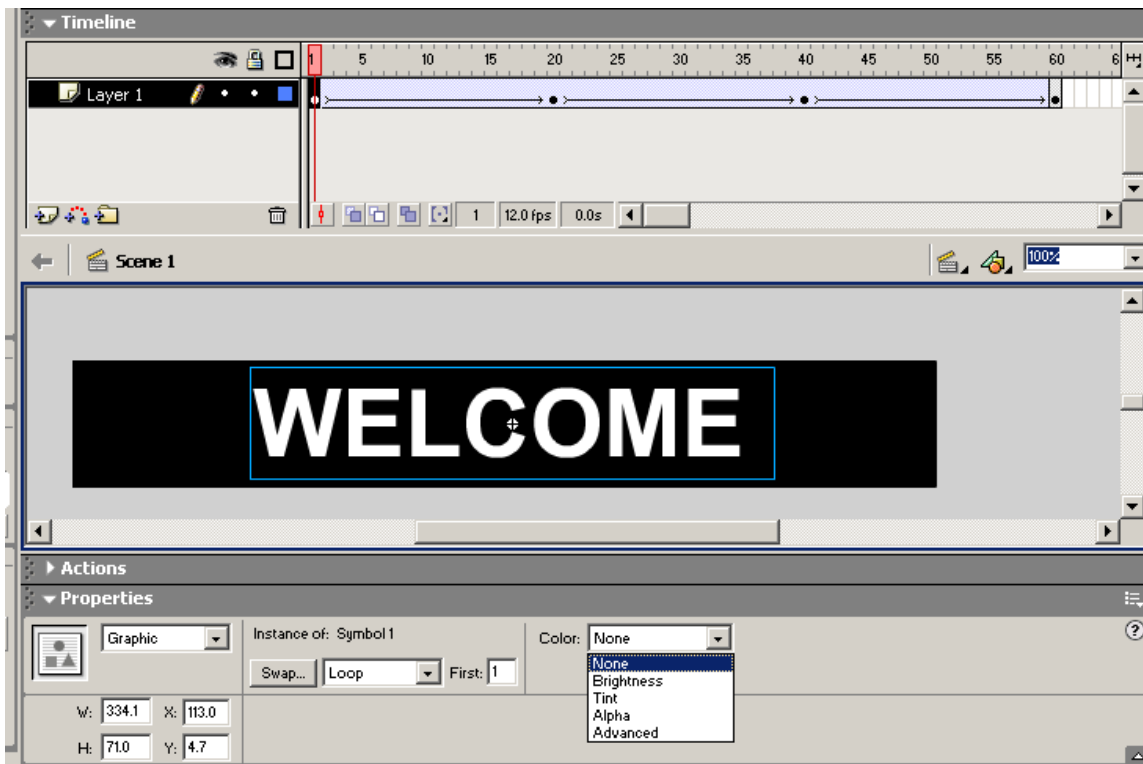 Timeline
1 5 10 15 20 25 30 35 40 45 50 55 60 6
Layer 1
1 12.0 fps 0.0s
Scene 1
100%
WELCOME
Actions
Properties
Graphic
Instance of: Symbol 1
Color: None
Swap... Loop First: 1
None
Brightness
Tint
Alpha
Advanced
W: 334.1 X: 113.0
H: 71.0 Y: 4.7